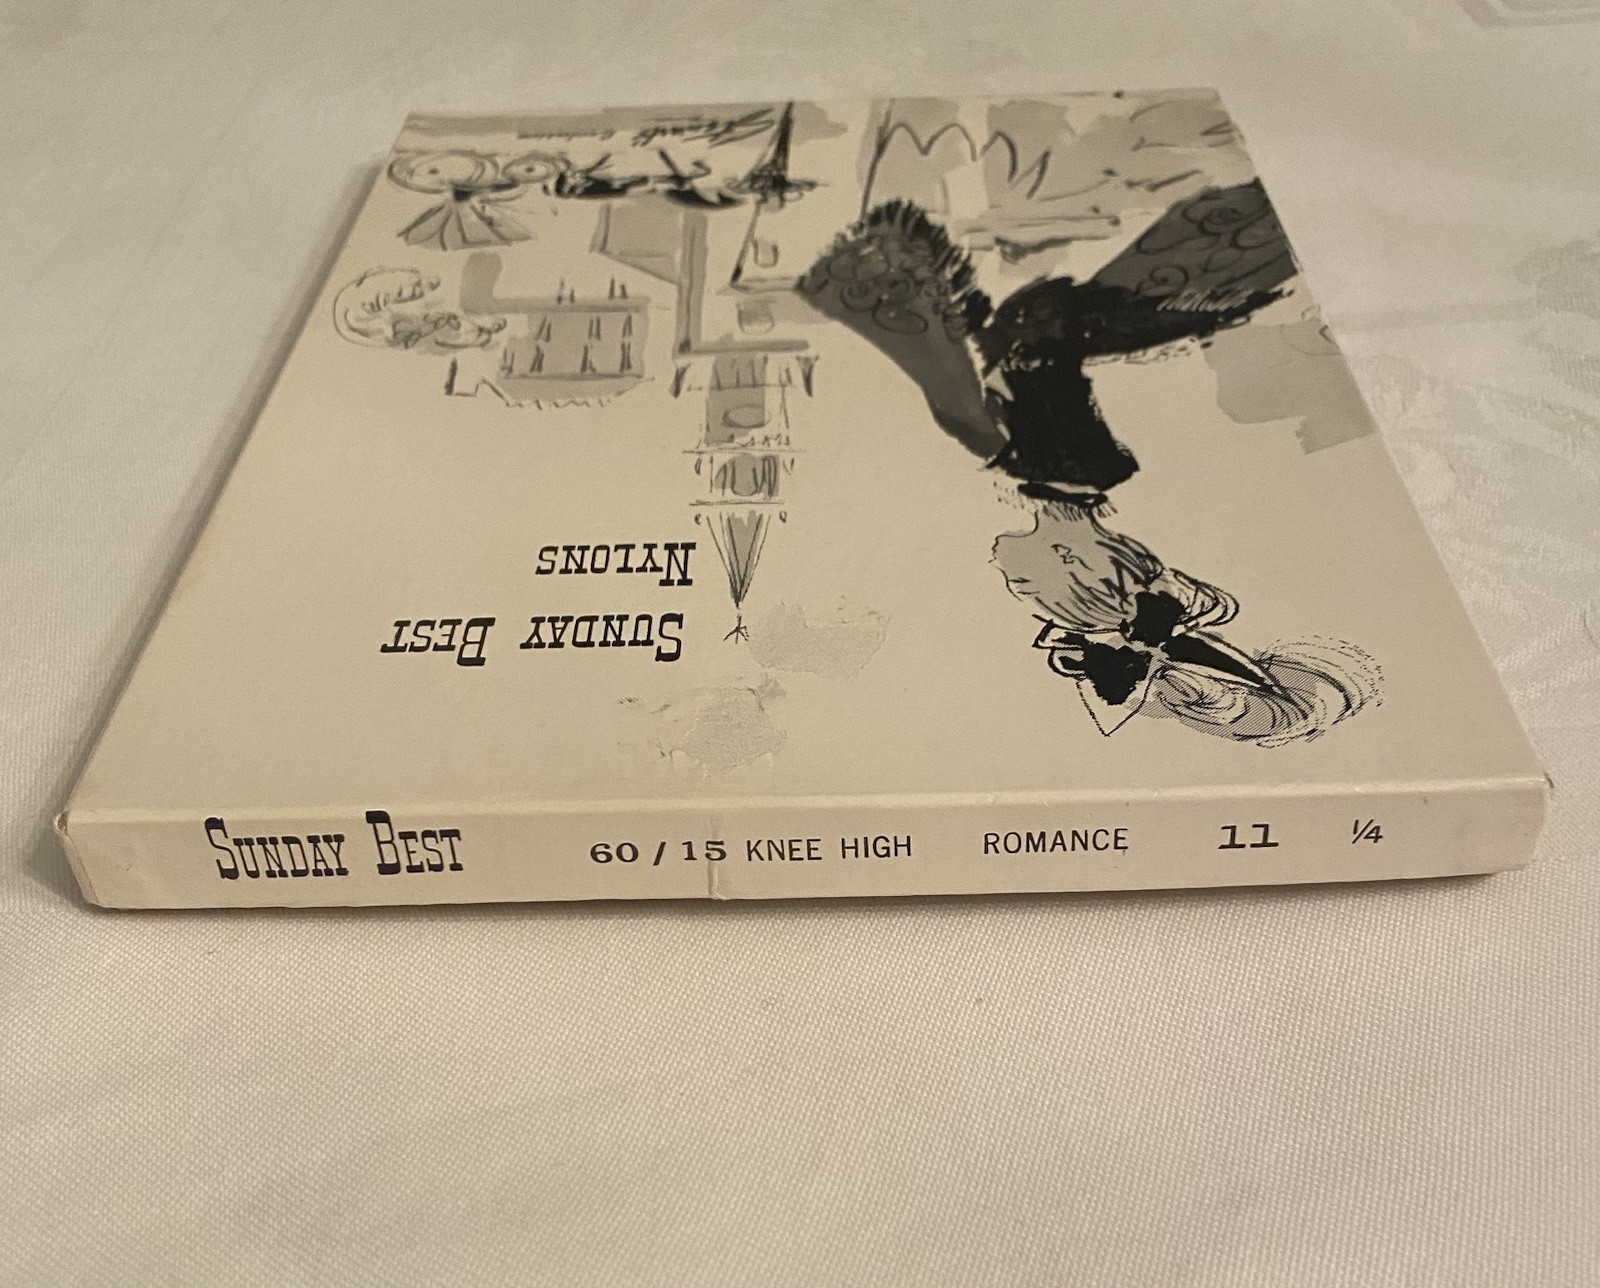 Sunday Best
Nylons
Sunday Best 60 / 15 KNEE HIGH ROMANCE 11 1/4